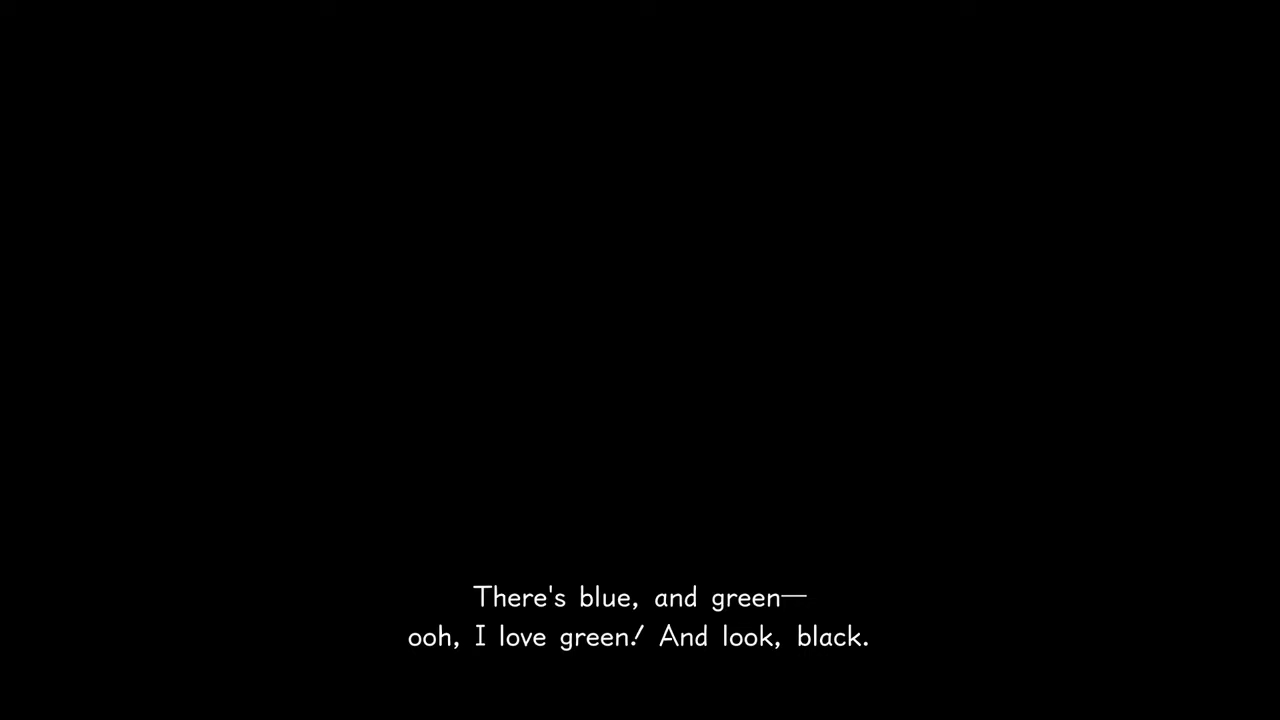 There's blue, and green—
ooh, I love green! And look, black.